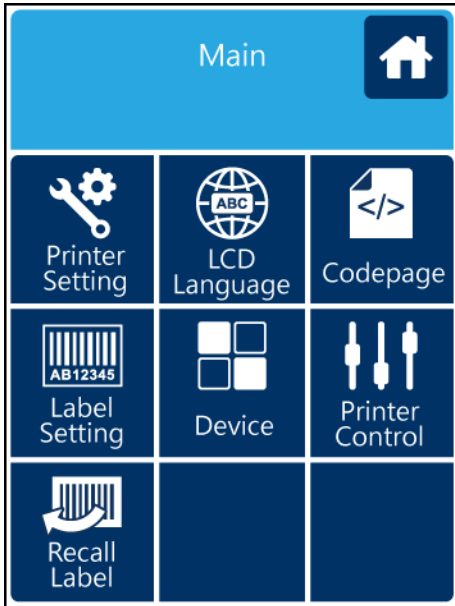 Main
Printer
Setting
ABC
LCD
Language
</>
Codepage
AB12345
Label
Setting
Device
Printer
Control
Recall
Label